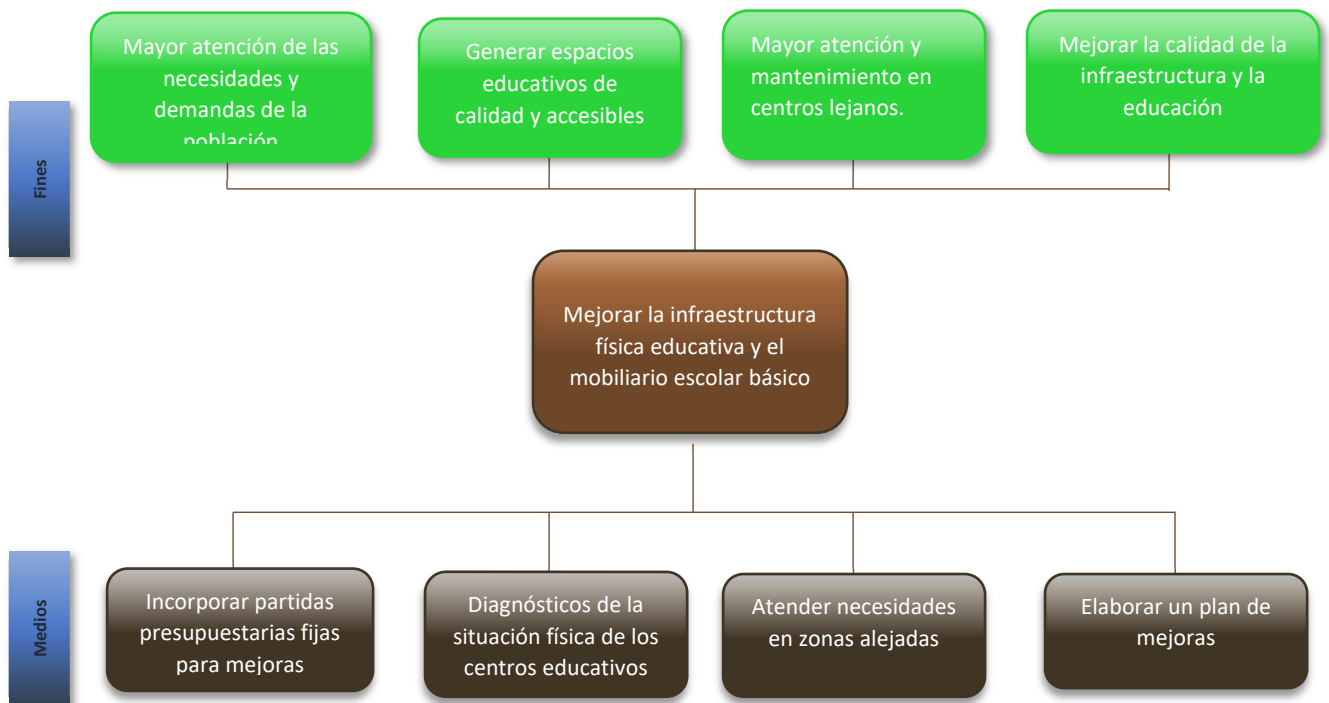 Fines
Mayor atención de las
necesidades y
demandas de la
población
Generar espacios
educativos de
calidad y accesibles
Mayor atención y
mantenimiento en
centros lejanos.
Mejorar la calidad de la
infraestructura y la
educación
Mejorar la infraestructura
física educativa y el
mobiliario escolar básico
Medios
Incorporar partidas
presupuestarias fijas
para mejoras
Diagnósticos de la
situación física de los
centros educativos
Atender necesidades
en zonas alejadas
Elaborar un plan de
mejoras